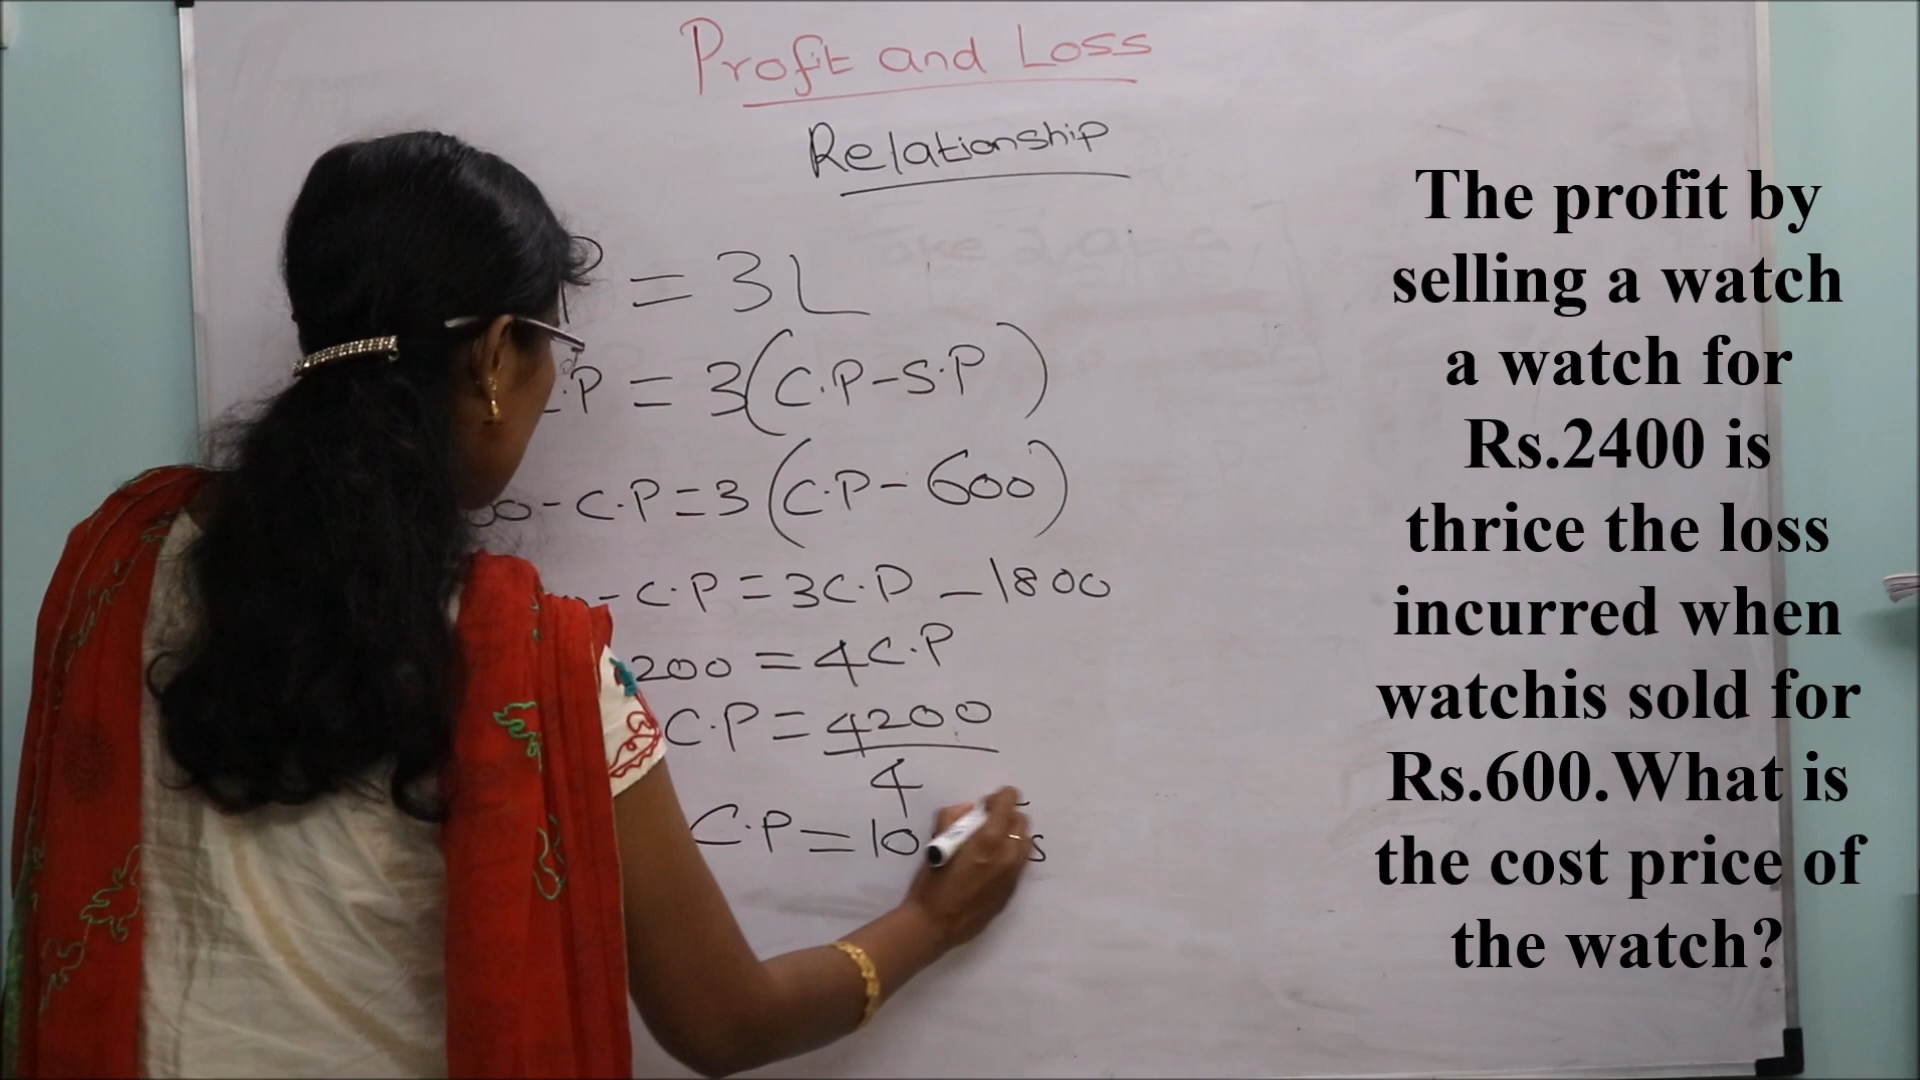 Profit and Loss
Relationship
P = 3L
.P = 3(C.P-S.P)
00-C.P=3(C.P-600)
-C.P=3C.P-1800
200=4C.P
C.P=4200
4
C.P=10
The profit by
selling a watch
a watch for
Rs.2400 is
thrice the loss
incurred when
watchis sold for
Rs.600.What is
the cost price of
the watch?